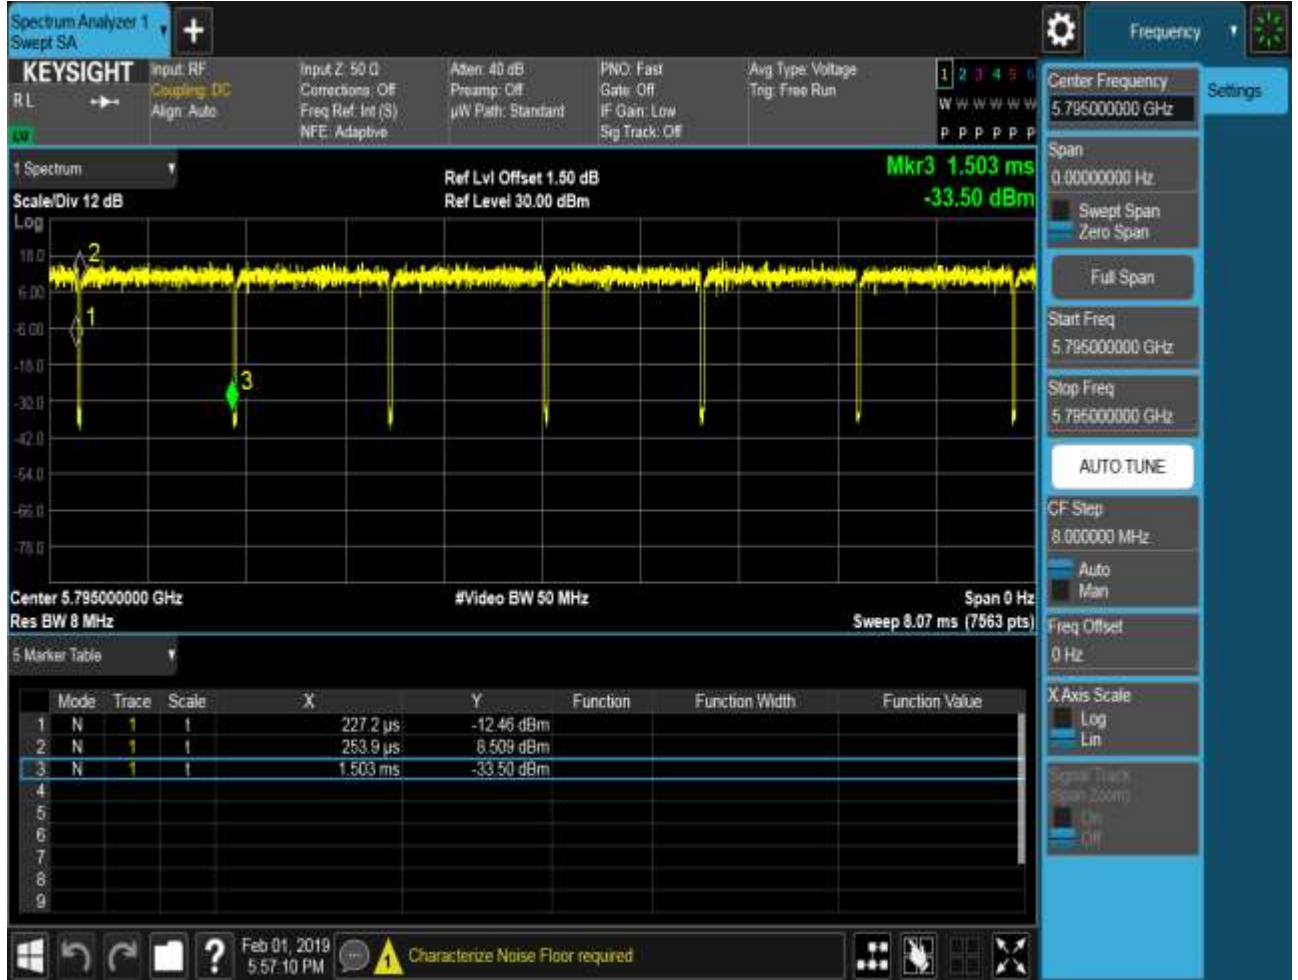 Spectrum Analyzer 1
Swept SA
Frequency
KEYSIGHT
R L
Input: RF
Coupling: DC
Align: Auto
Input Z: 50 Ω
Corrections: Off
Freq Ref: Int (S)
NFE: Adaptive
Atten: 40 dB
Preamp: Off
µW Path: Standard
PNO: Fast
Gate: Off
IF Gain: Low
Sig Track: Off
Avg Type: Voltage
Trig: Free Run
1 2 3 4 5 6
W W W W W W
P P P P P P
1 Spectrum
Scale/Div 12 dB
Ref Lvl Offset 1.50 dB
Ref Level 30.00 dBm
Mkr3 1.503 ms
-33.50 dBm
Log
18.0
6.00
-6.00
-18.0
-30.0
-42.0
-54.0
-66.0
-78.0
2
1
3
Center 5.795000000 GHz
#Video BW 50 MHz
Span 0 Hz
Res BW 8 MHz
Sweep 8.07 ms (7563 pts)
5 Marker Table
Mode Trace Scale X Y Function Function Width Function Value
1 N 1 t 227.2 µs -12.46 dBm
2 N 1 t 253.9 µs 8.509 dBm
3 N 1 t 1.503 ms -33.50 dBm
4
5
6
7
8
9
Feb 01, 2019
5:57:10 PM
1
Characterize Noise Floor required
Center Frequency
5.795000000 GHz
Settings
Span
0.00000000 Hz
Swept Span
Zero Span
Full Span
Start Freq
5.795000000 GHz
Stop Freq
5.795000000 GHz
AUTO TUNE
CF Step
8.000000 MHz
Auto
Man
Freq Offset
0 Hz
X Axis Scale
Log
Lin
Signal Track
(Span Zoom)
On
Off